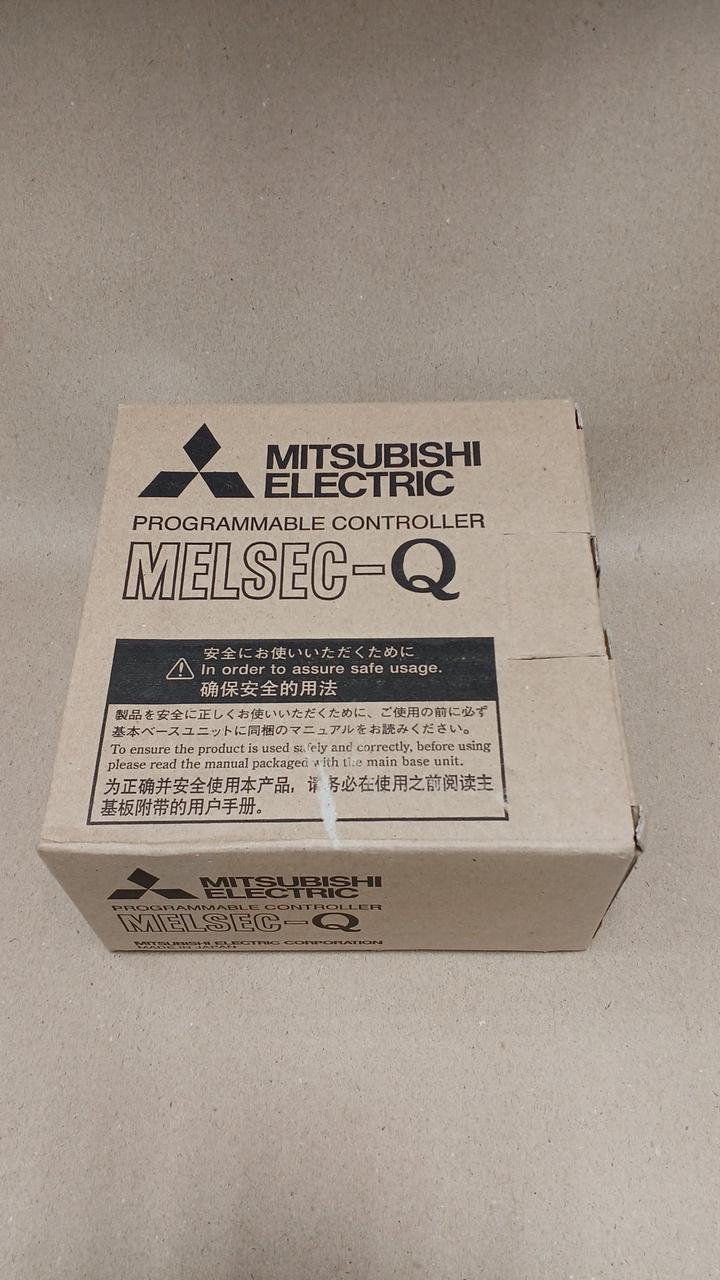 MITSUBISHI
ELECTRIC
PROGRAMMABLE CONTROLLER
MELSEC-Q
安全にお使いいただくために
In order to assure safe usage.
确保安全的用法
製品を安全に正しくお使いいただくために、ご使用の前に必ず
基本ベースユニットに同梱のマニュアルをお読みください。
To ensure the product is used safely and correctly, before using
please read the manual packaged with the main base unit.
为正确并安全使用本产品，请务必在使用之前阅读主
基板附带的用户手册。
MITSUBISHI
ELECTRIC
PROGRAMMABLE CONTROLLER
MELSEC-Q
MITSUBISHI ELECTRIC CORPORATION
MADE IN JAPAN